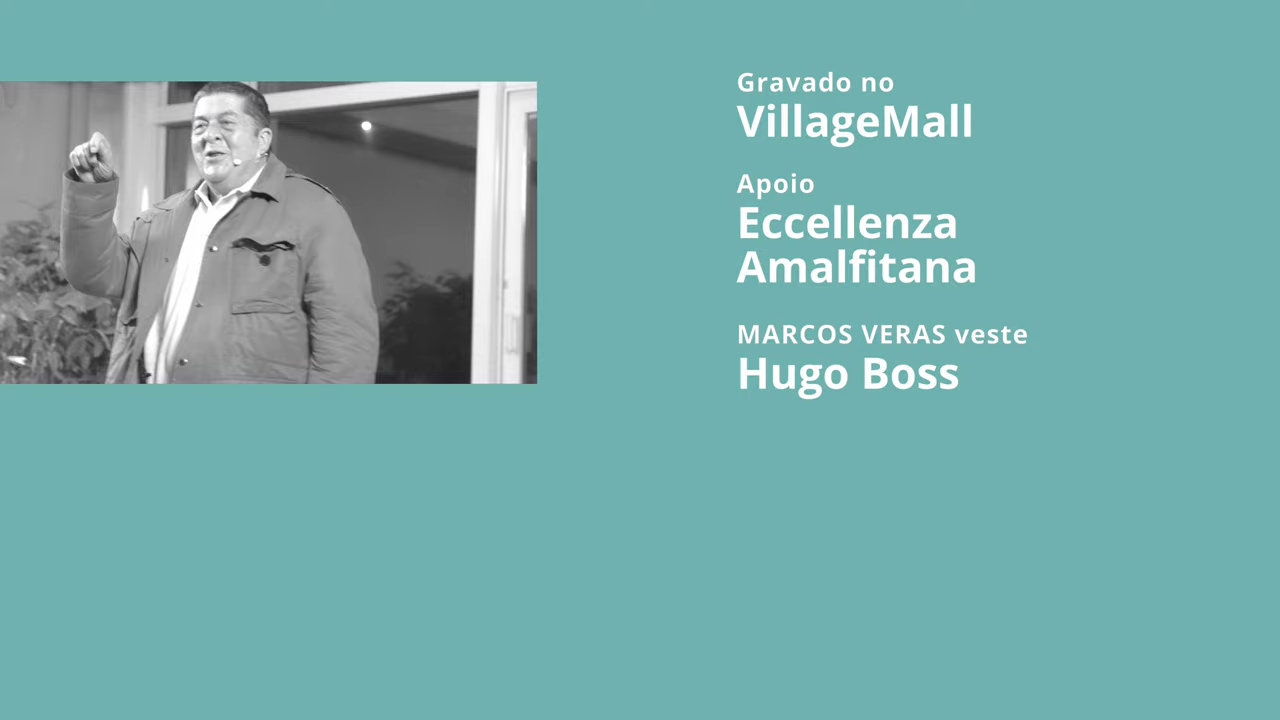 Gravado no
VillageMall
Apoio
Eccellenza
Amalfitana
MARCOS VERAS veste
Hugo Boss